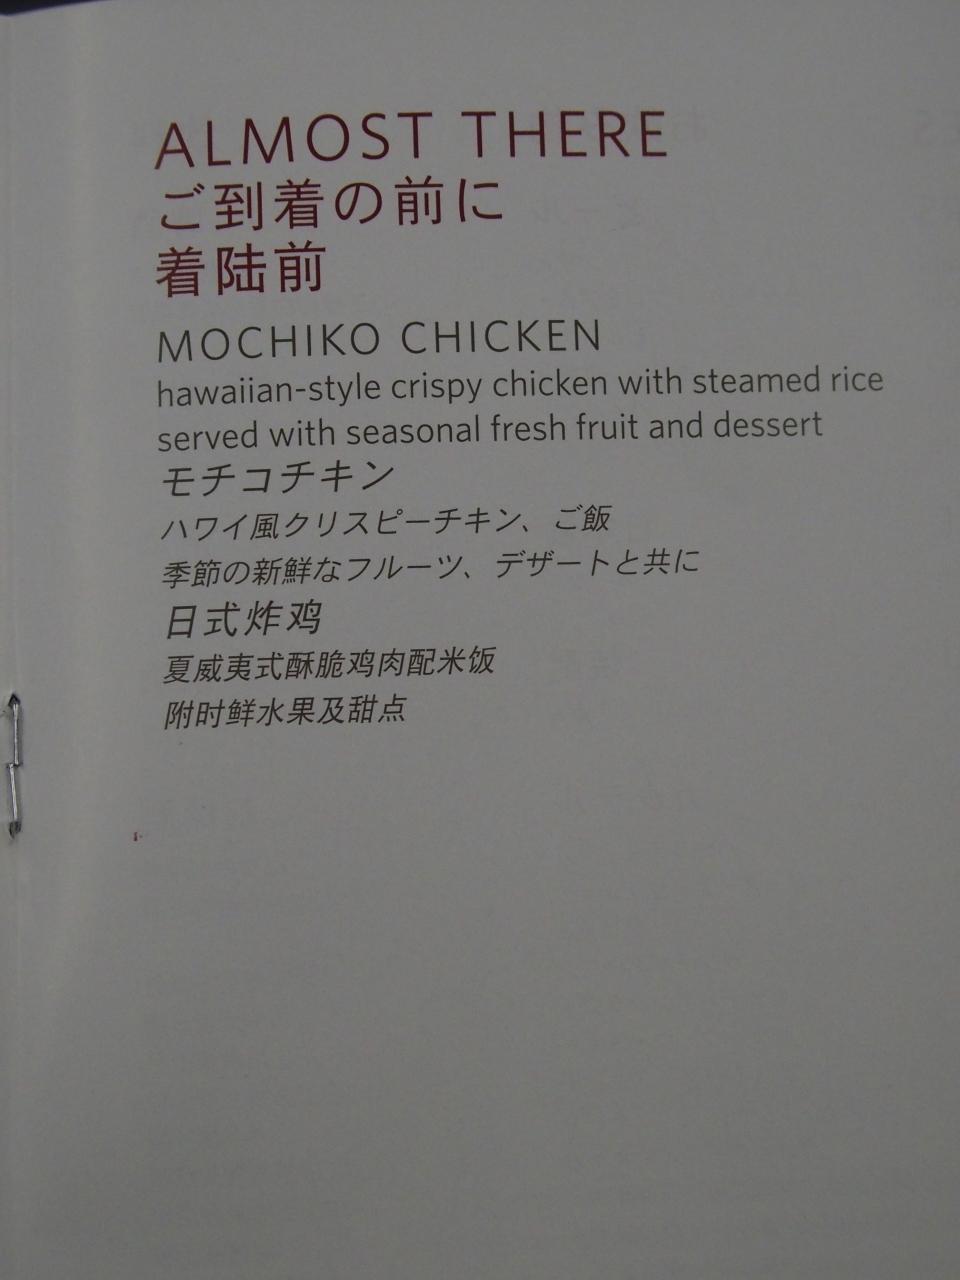 ALMOST THERE
ご到着の前に
着陆前
MOCHIKO CHICKEN
hawaiian-style crispy chicken with steamed rice
served with seasonal fresh fruit and dessert
モチコチキン
ハワイ風クリスピーチキン、ご飯
季節の新鮮なフルーツ、デザートと共に
日式炸鸡
夏威夷式酥脆鸡肉配米饭
附时鲜水果及甜点